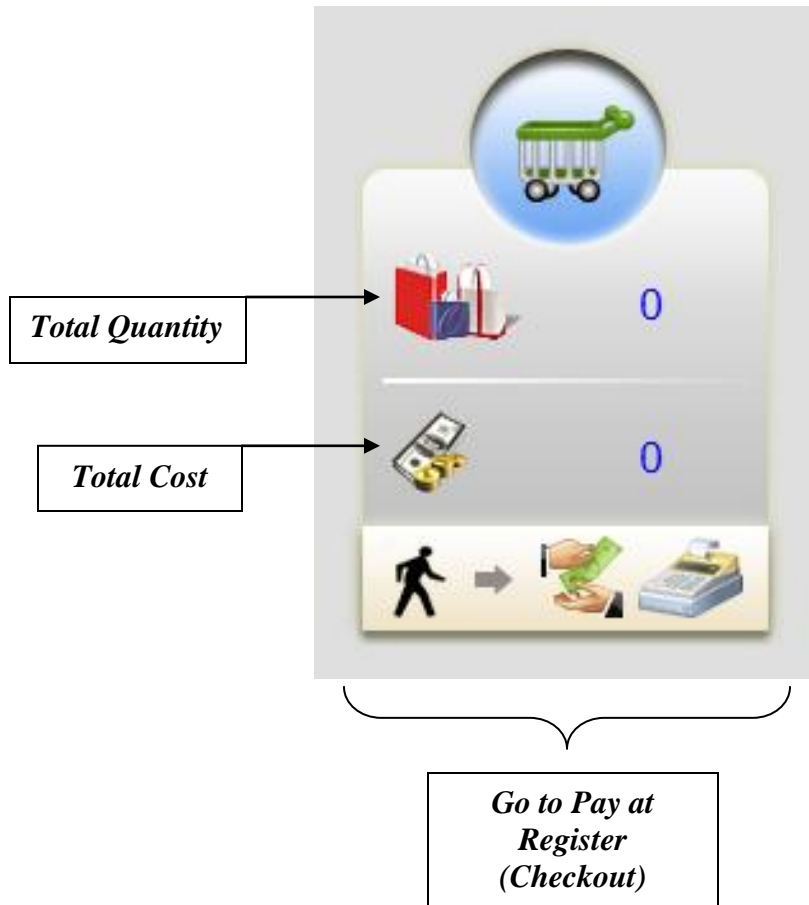 0
Total Quantity
0
Total Cost
Go to Pay at
Register
(Checkout)